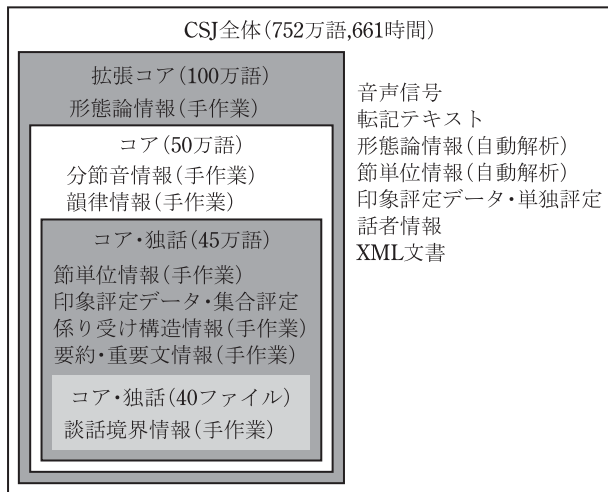 CSJ全体(752万語,661時間)
拡張コア(100万語)
形態論情報(手作業)
コア(50万語)
分節音情報(手作業)
韻律情報(手作業)
コア・独話(45万語)
節単位情報(手作業)
印象評定データ・集合評定
係り受け構造情報(手作業)
要約・重要文情報(手作業)
コア・独話(40ファイル)
談話境界情報(手作業)
音声信号
転記テキスト
形態論情報(自動解析)
節単位情報(自動解析)
印象評定データ・単独評定
話者情報
XML文書